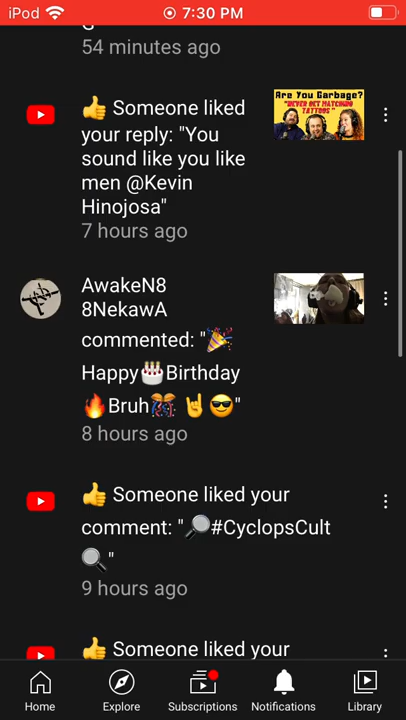 iPod 7:30 PM
54 minutes ago
👍 Someone liked
your reply: "You
sound like you like
men @Kevin
Hinojosa"
7 hours ago
Are You Garbage?
"NEVER GET MATCHING
TATTOOS"
AwakeN8
8NekawA
commented: "🎉
Happy🎂Birthday
🔥Bruh🎊🤘😎"
8 hours ago
👍 Someone liked your
comment: "🔎#CyclopsCult
🔎"
9 hours ago
👍 Someone liked your
Home Explore Subscriptions Notifications Library